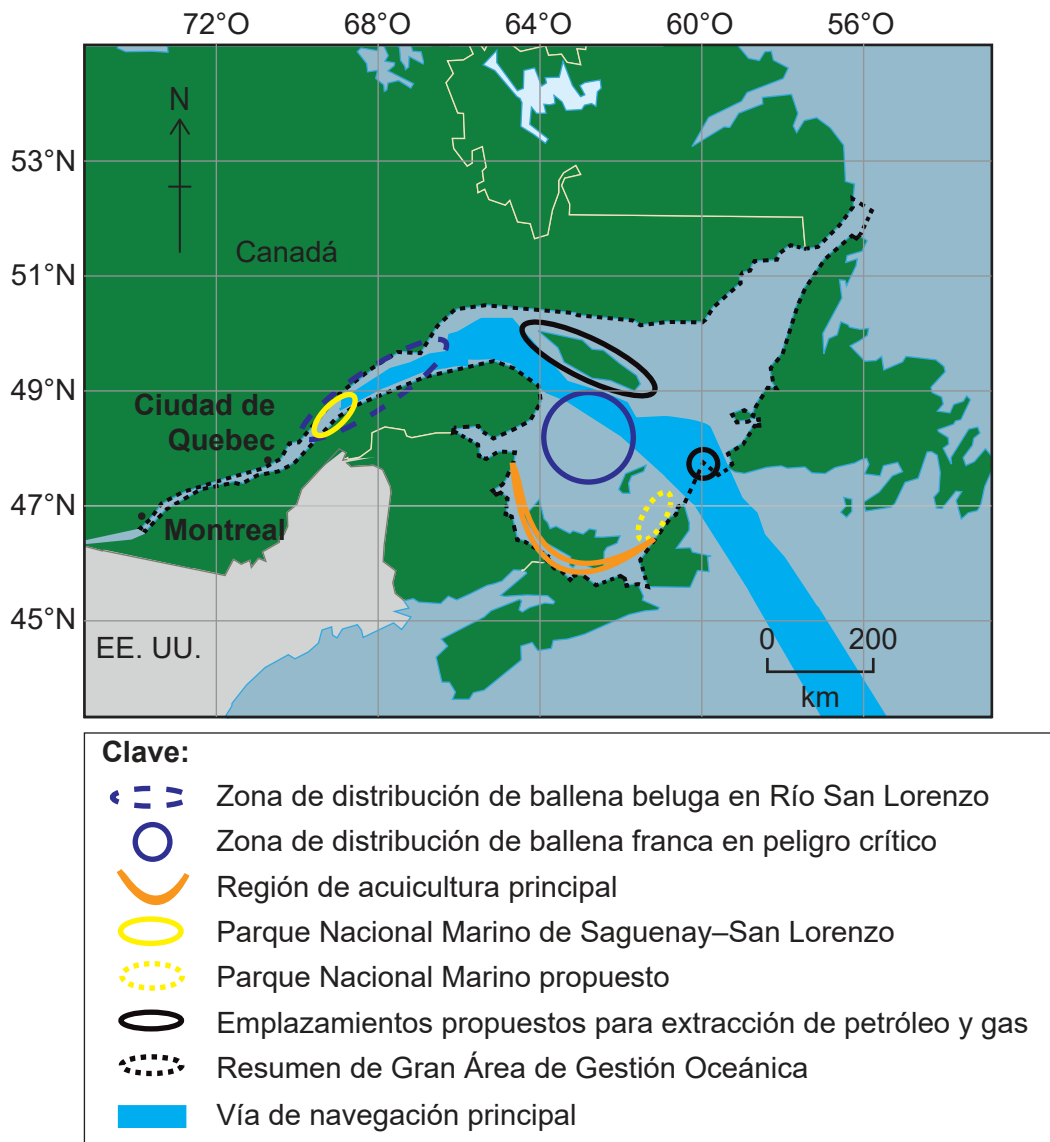 72°O 68°O 64°O 60°O 56°O
N
53°N
Canadá
51°N
49°N
Ciudad de
Quebec
47°N
Montreal
45°N
EE. UU.
0 200
km
Clave:
Zona de distribución de ballena beluga en Río San Lorenzo
Zona de distribución de ballena franca en peligro crítico
Región de acuicultura principal
Parque Nacional Marino de Saguenay–San Lorenzo
Parque Nacional Marino propuesto
Emplazamientos propuestos para extracción de petróleo y gas
Resumen de Gran Área de Gestión Oceánica
Vía de navegación principal